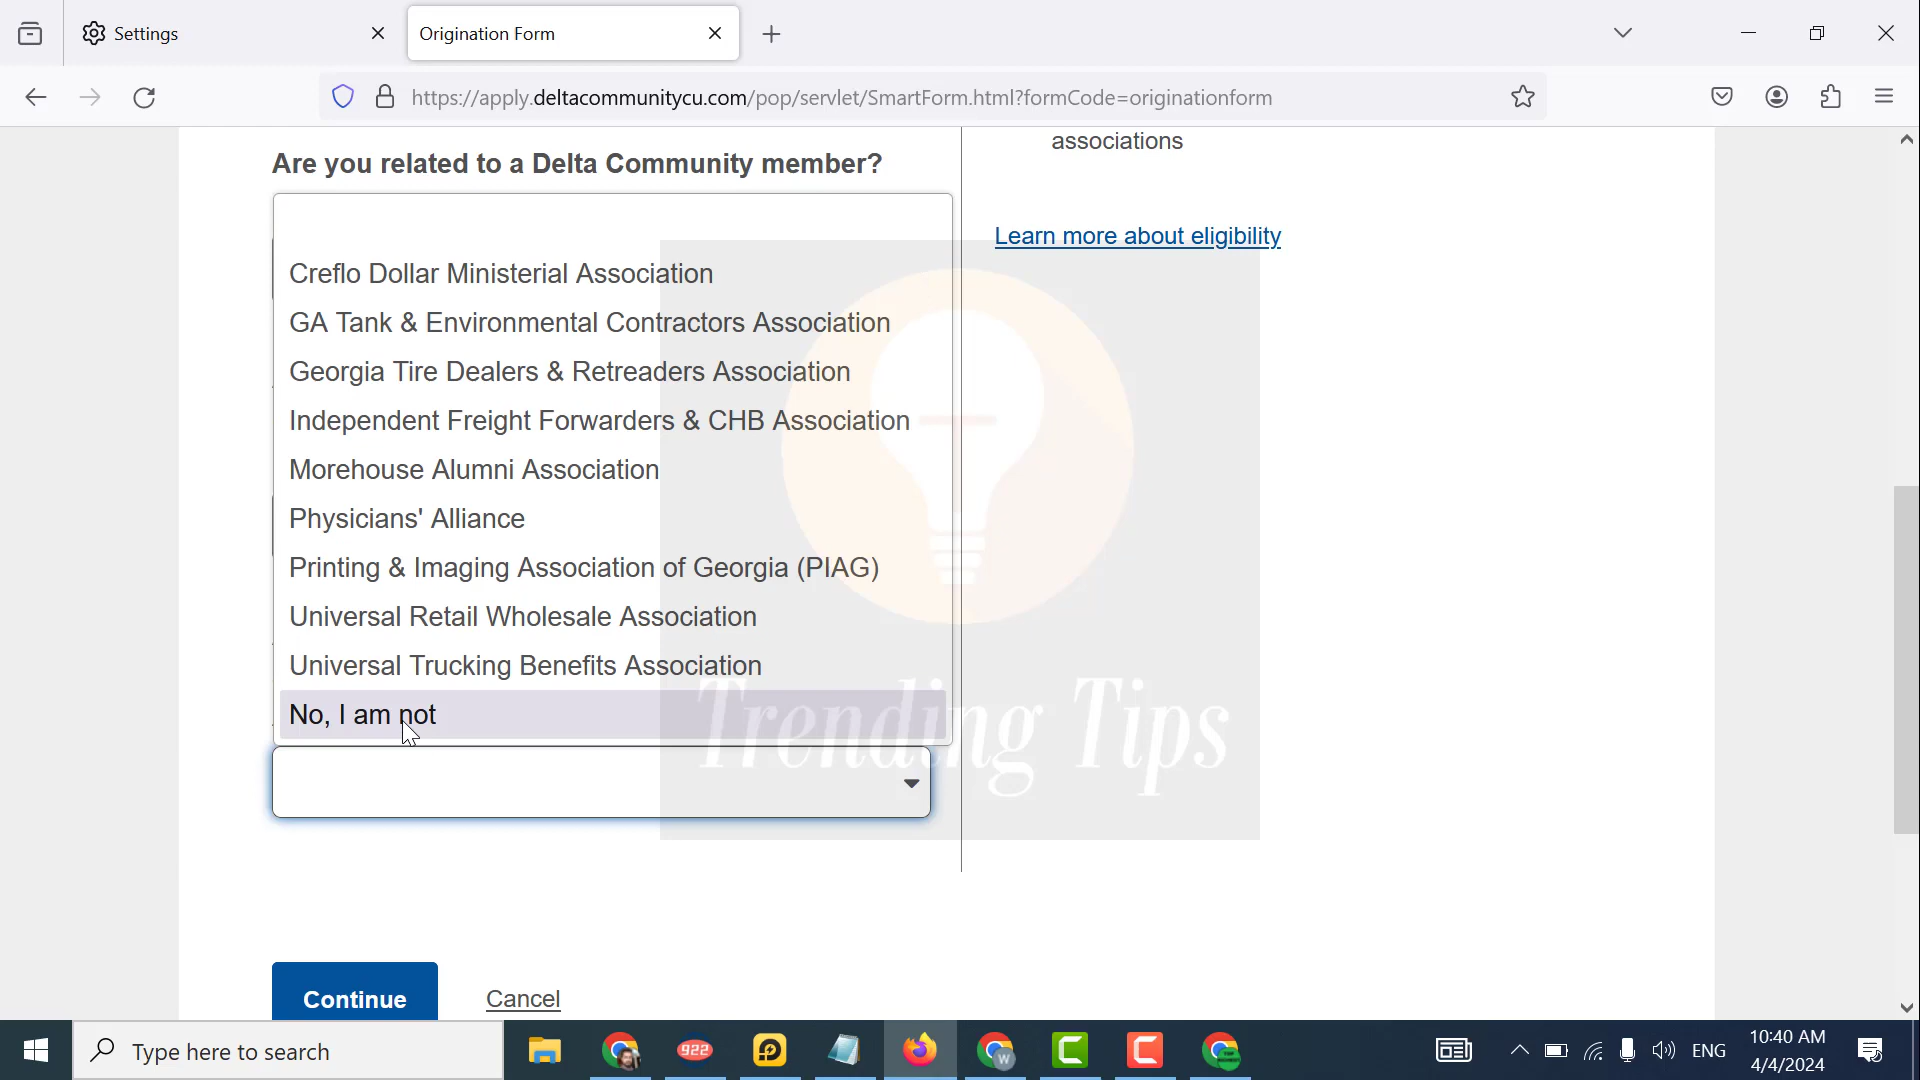 Settings
Origination Form
https://apply.deltacommunitycu.com/pop/servlet/SmartForm.html?formCode=originationform
associations
Are you related to a Delta Community member?
Learn more about eligibility
Creflo Dollar Ministerial Association
GA Tank & Environmental Contractors Association
Georgia Tire Dealers & Retreaders Association
Independent Freight Forwarders & CHB Association
Morehouse Alumni Association
Physicians' Alliance
Printing & Imaging Association of Georgia (PIAG)
Universal Retail Wholesale Association
Universal Trucking Benefits Association
No, I am not
Trending Tips
Continue
Cancel
Type here to search
922
W
ENG
10:40 AM
4/4/2024